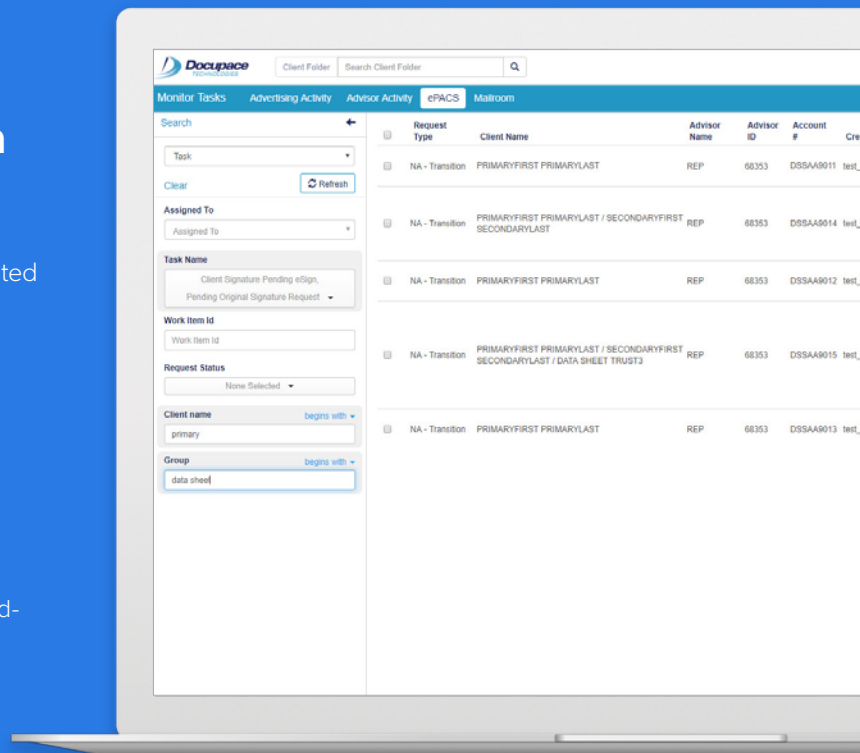 n
ted
d-
Docupace
TECHNOLOGIES
Client Folder
Search Client Folder
Monitor Tasks
Advertising Activity
Advisor Activity
ePACS
Mailroom
Search
Task
Clear
Refresh
Assigned To
Assigned To
Task Name
Client Signature Pending eSign,
Pending Original Signature Request
Work Item Id
Work Item Id
Request Status
None Selected
Client name begins with
primary
Group begins with
data sheet
Request Type Client Name Advisor Name Advisor ID Account # Cre
NA - Transition PRIMARYFIRST PRIMARYLAST REP 68353 DSSAA9011 test_
NA - Transition PRIMARYFIRST PRIMARYLAST / SECONDARYFIRST SECONDARYLAST REP 68353 DSSAA9014 test_
NA - Transition PRIMARYFIRST PRIMARYLAST REP 68353 DSSAA9012 test_
NA - Transition PRIMARYFIRST PRIMARYLAST / SECONDARYFIRST SECONDARYLAST / DATA SHEET TRUST3 REP 68353 DSSAA9015 test_
NA - Transition PRIMARYFIRST PRIMARYLAST REP 68353 DSSAA9013 test_